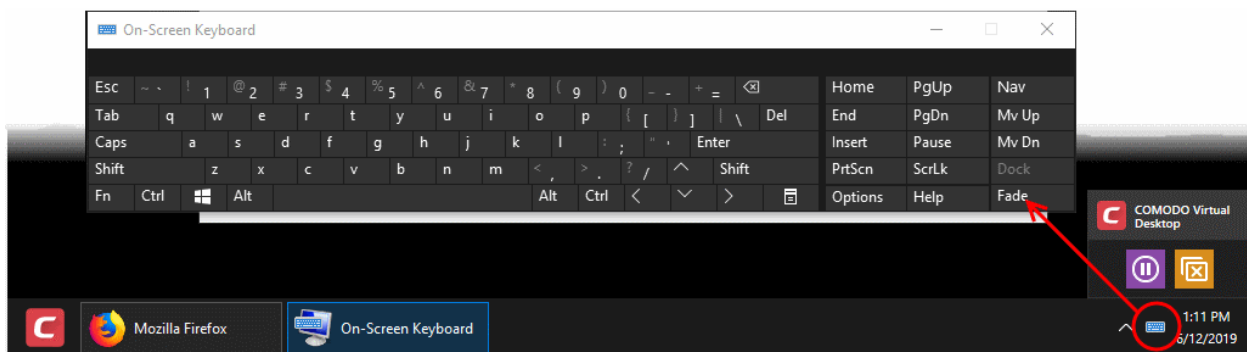 On-Screen Keyboard
Esc ~ ` ! 1 @ 2 # 3 $ 4 % 5 ^ 6 & 7 * 8 ( 9 ) 0 _ - + = Home PgUp Nav
Tab q w e r t y u i o p { [ } ] | \ Del End PgDn Mv Up
Caps a s d f g h j k l : ; " ' Enter Insert Pause Mv Dn
Shift z x c v b n m < , > . ? / Shift PrtScn ScrLk Dock
Fn Ctrl Alt Alt Ctrl Options Help Fade
COMODO Virtual
Desktop
C Mozilla Firefox On-Screen Keyboard 1:11 PM
6/12/2019